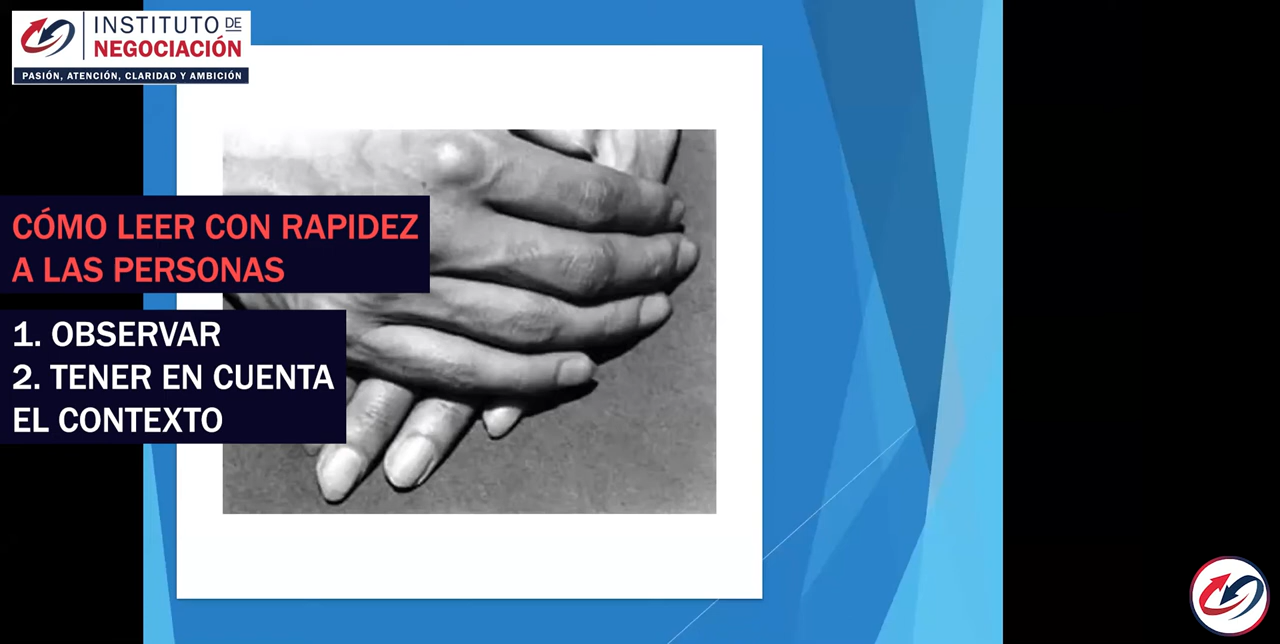 INSTITUTO DE
NEGOCIACIÓN
PASIÓN, ATENCIÓN, CLARIDAD Y AMBICIÓN
CÓMO LEER CON RAPIDEZ
A LAS PERSONAS
1. OBSERVAR
2. TENER EN CUENTA
EL CONTEXTO